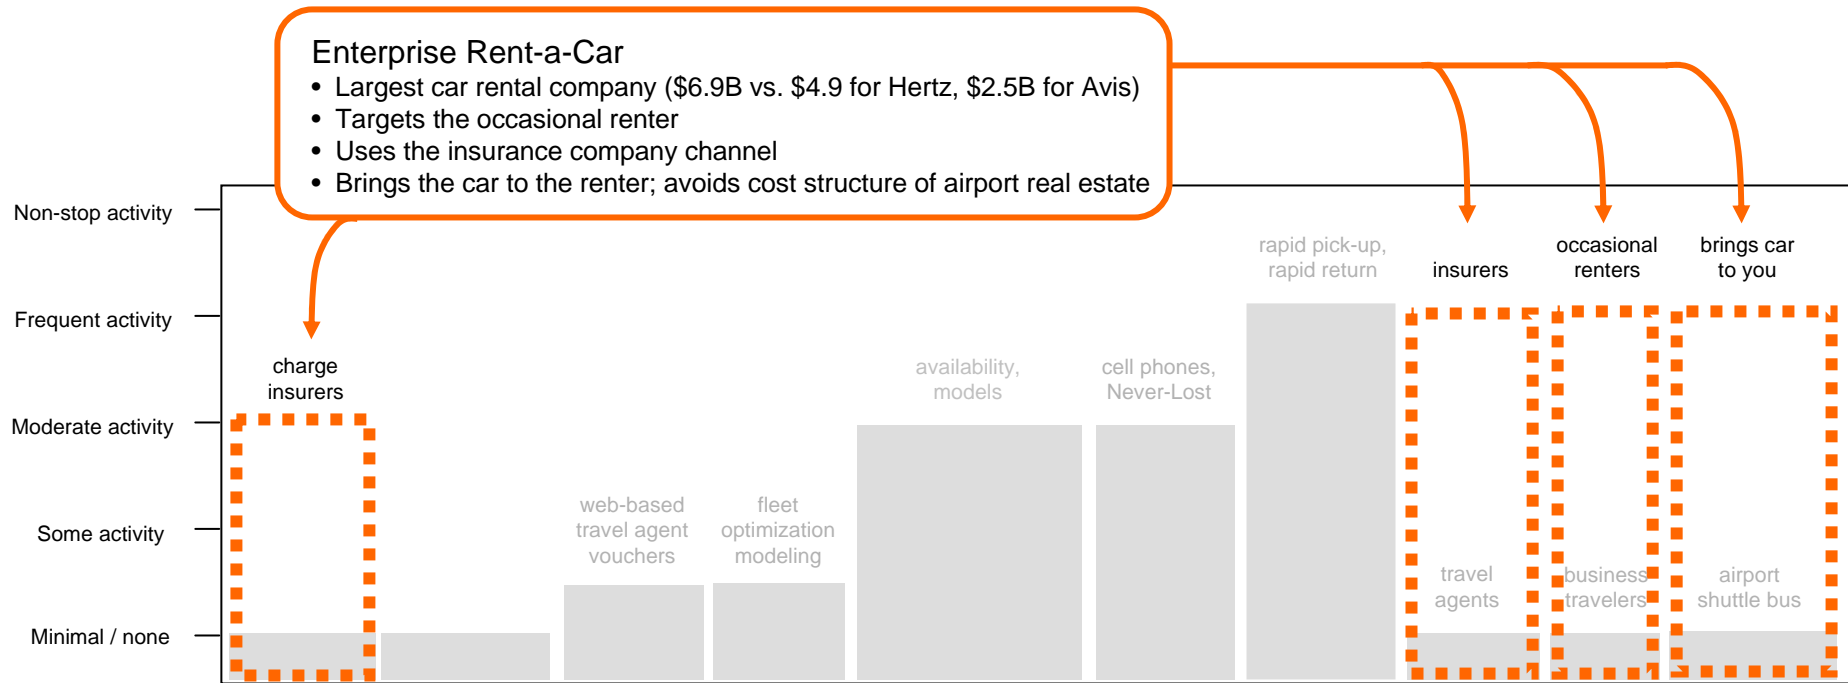 Enterprise Rent-a-Car
• Largest car rental company ($6.9B vs. $4.9 for Hertz, $2.5B for Avis)
• Targets the occasional renter
• Uses the insurance company channel
• Brings the car to the renter; avoids cost structure of airport real estate
Non-stop activity
Frequent activity
Moderate activity
Some activity
Minimal / none
charge
insurers
web-based
travel agent
vouchers
fleet
optimization
modeling
availability,
models
cell phones,
Never-Lost
rapid pick-up,
rapid return
insurers
occasional
renters
brings car
to you
travel
agents
business
travelers
airport
shuttle bus